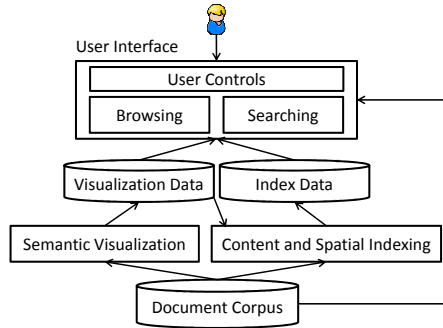 User Interface
User Controls
Browsing
Searching
Visualization Data
Index Data
Semantic Visualization
Content and Spatial Indexing
Document Corpus